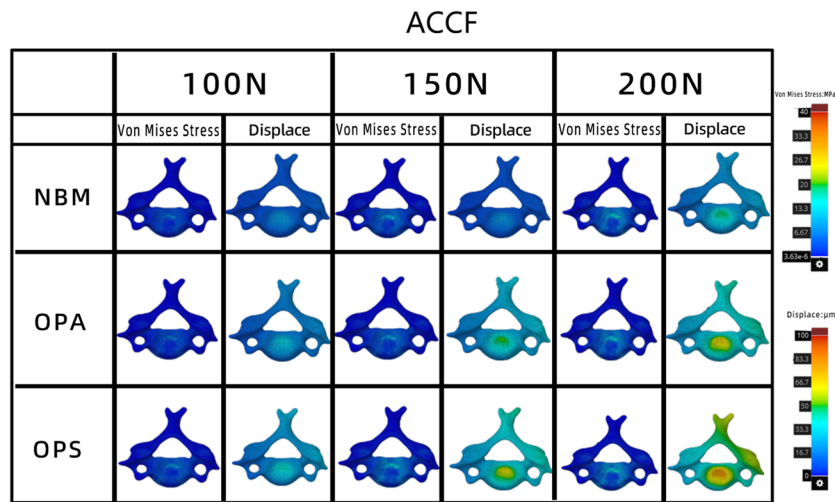 ACCF
100N 150N 200N
Von Mises Stress Displace Von Mises Stress Displace Von Mises Stress Displace
NBM
OPA
OPS
Von Mises Stress:MPa
40
33.3
26.7
20
13.3
6.67
3.63e-6
Displace:μm
100
83.3
66.7
50
33.3
16.7
0